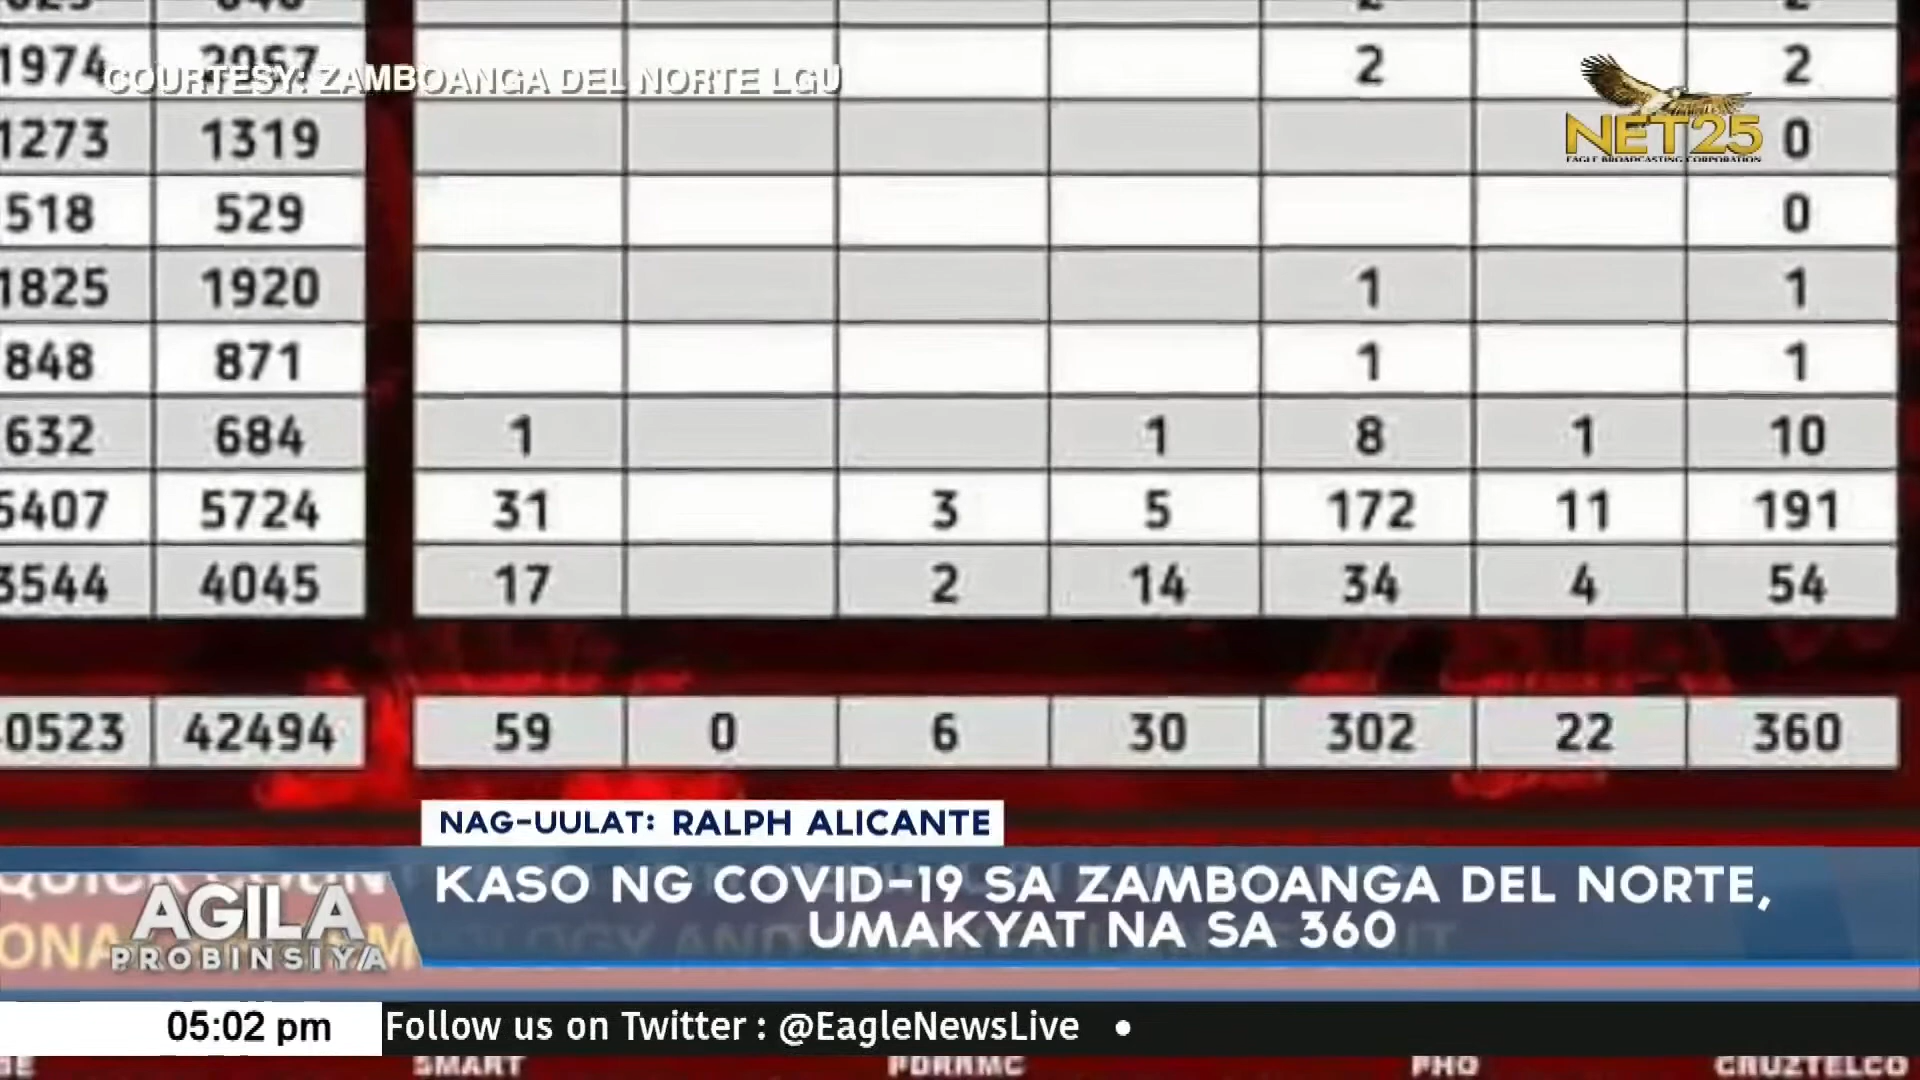 1974 2057 2 2
COURTESY: ZAMBOANGA DEL NORTE LGU
NET25
EAGLE BROADCASTING CORPORATION
1273 1319 0
518 529 0
1825 1920 1 1
848 871 1 1
632 684 1 1 8 1 10
5407 5724 31 3 5 172 11 191
3544 4045 17 2 14 34 4 54
0523 42494 59 0 6 30 302 22 360
NAG-UULAT: RALPH ALICANTE
KASO NG COVID-19 SA ZAMBOANGA DEL NORTE,
UMAKYAT NA SA 360
AGILA
PROBINSIYA
05:02 pm Follow us on Twitter : @EagleNewsLive •
SMART PDRRMC PHO CRUZTELCO